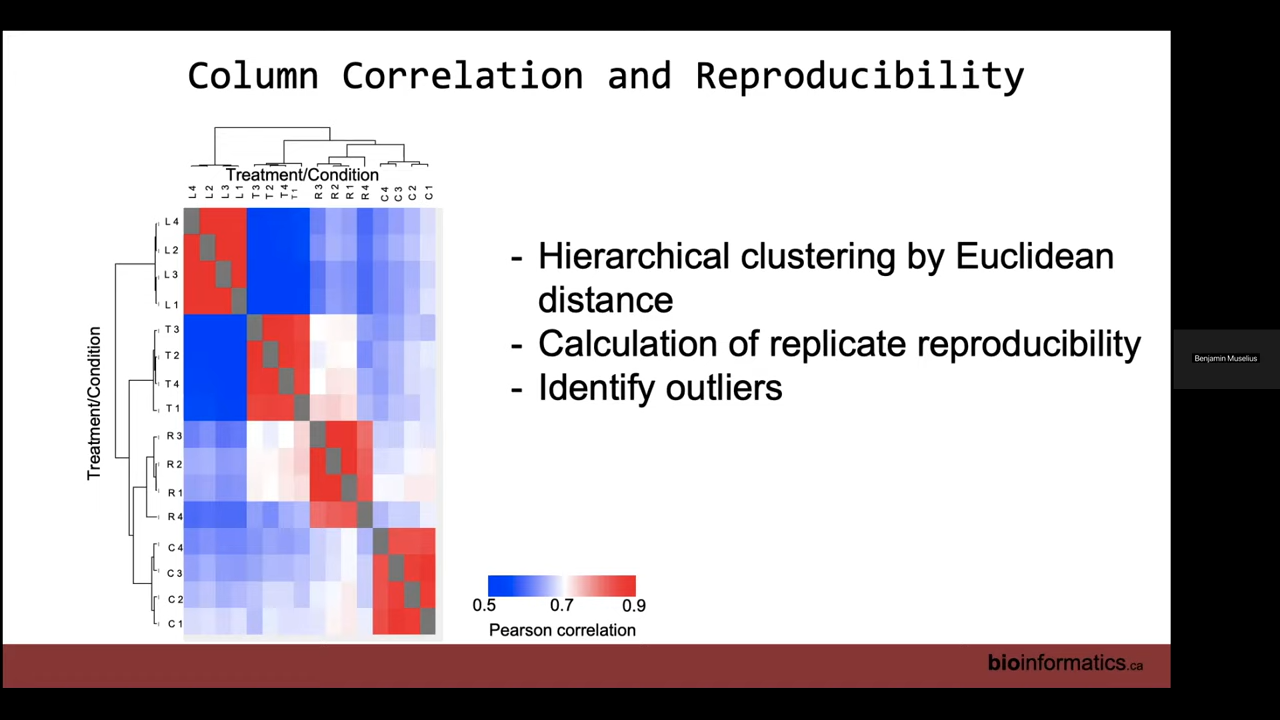 Column Correlation and Reproducibility
Treatment/Condition
L4 L2 L3 L1 T3 T2 T4 T1 R3 R2 R1 R4 C4 C3 C2 C1
Treatment/Condition
L4
L2
L3
L1
T3
T2
T4
T1
R3
R2
R1
R4
C4
C3
C2
C1
- Hierarchical clustering by Euclidean
distance
- Calculation of replicate reproducibility
- Identify outliers
0.5 0.7 0.9
Pearson correlation
Benjamin Muselius
bioinformatics.ca